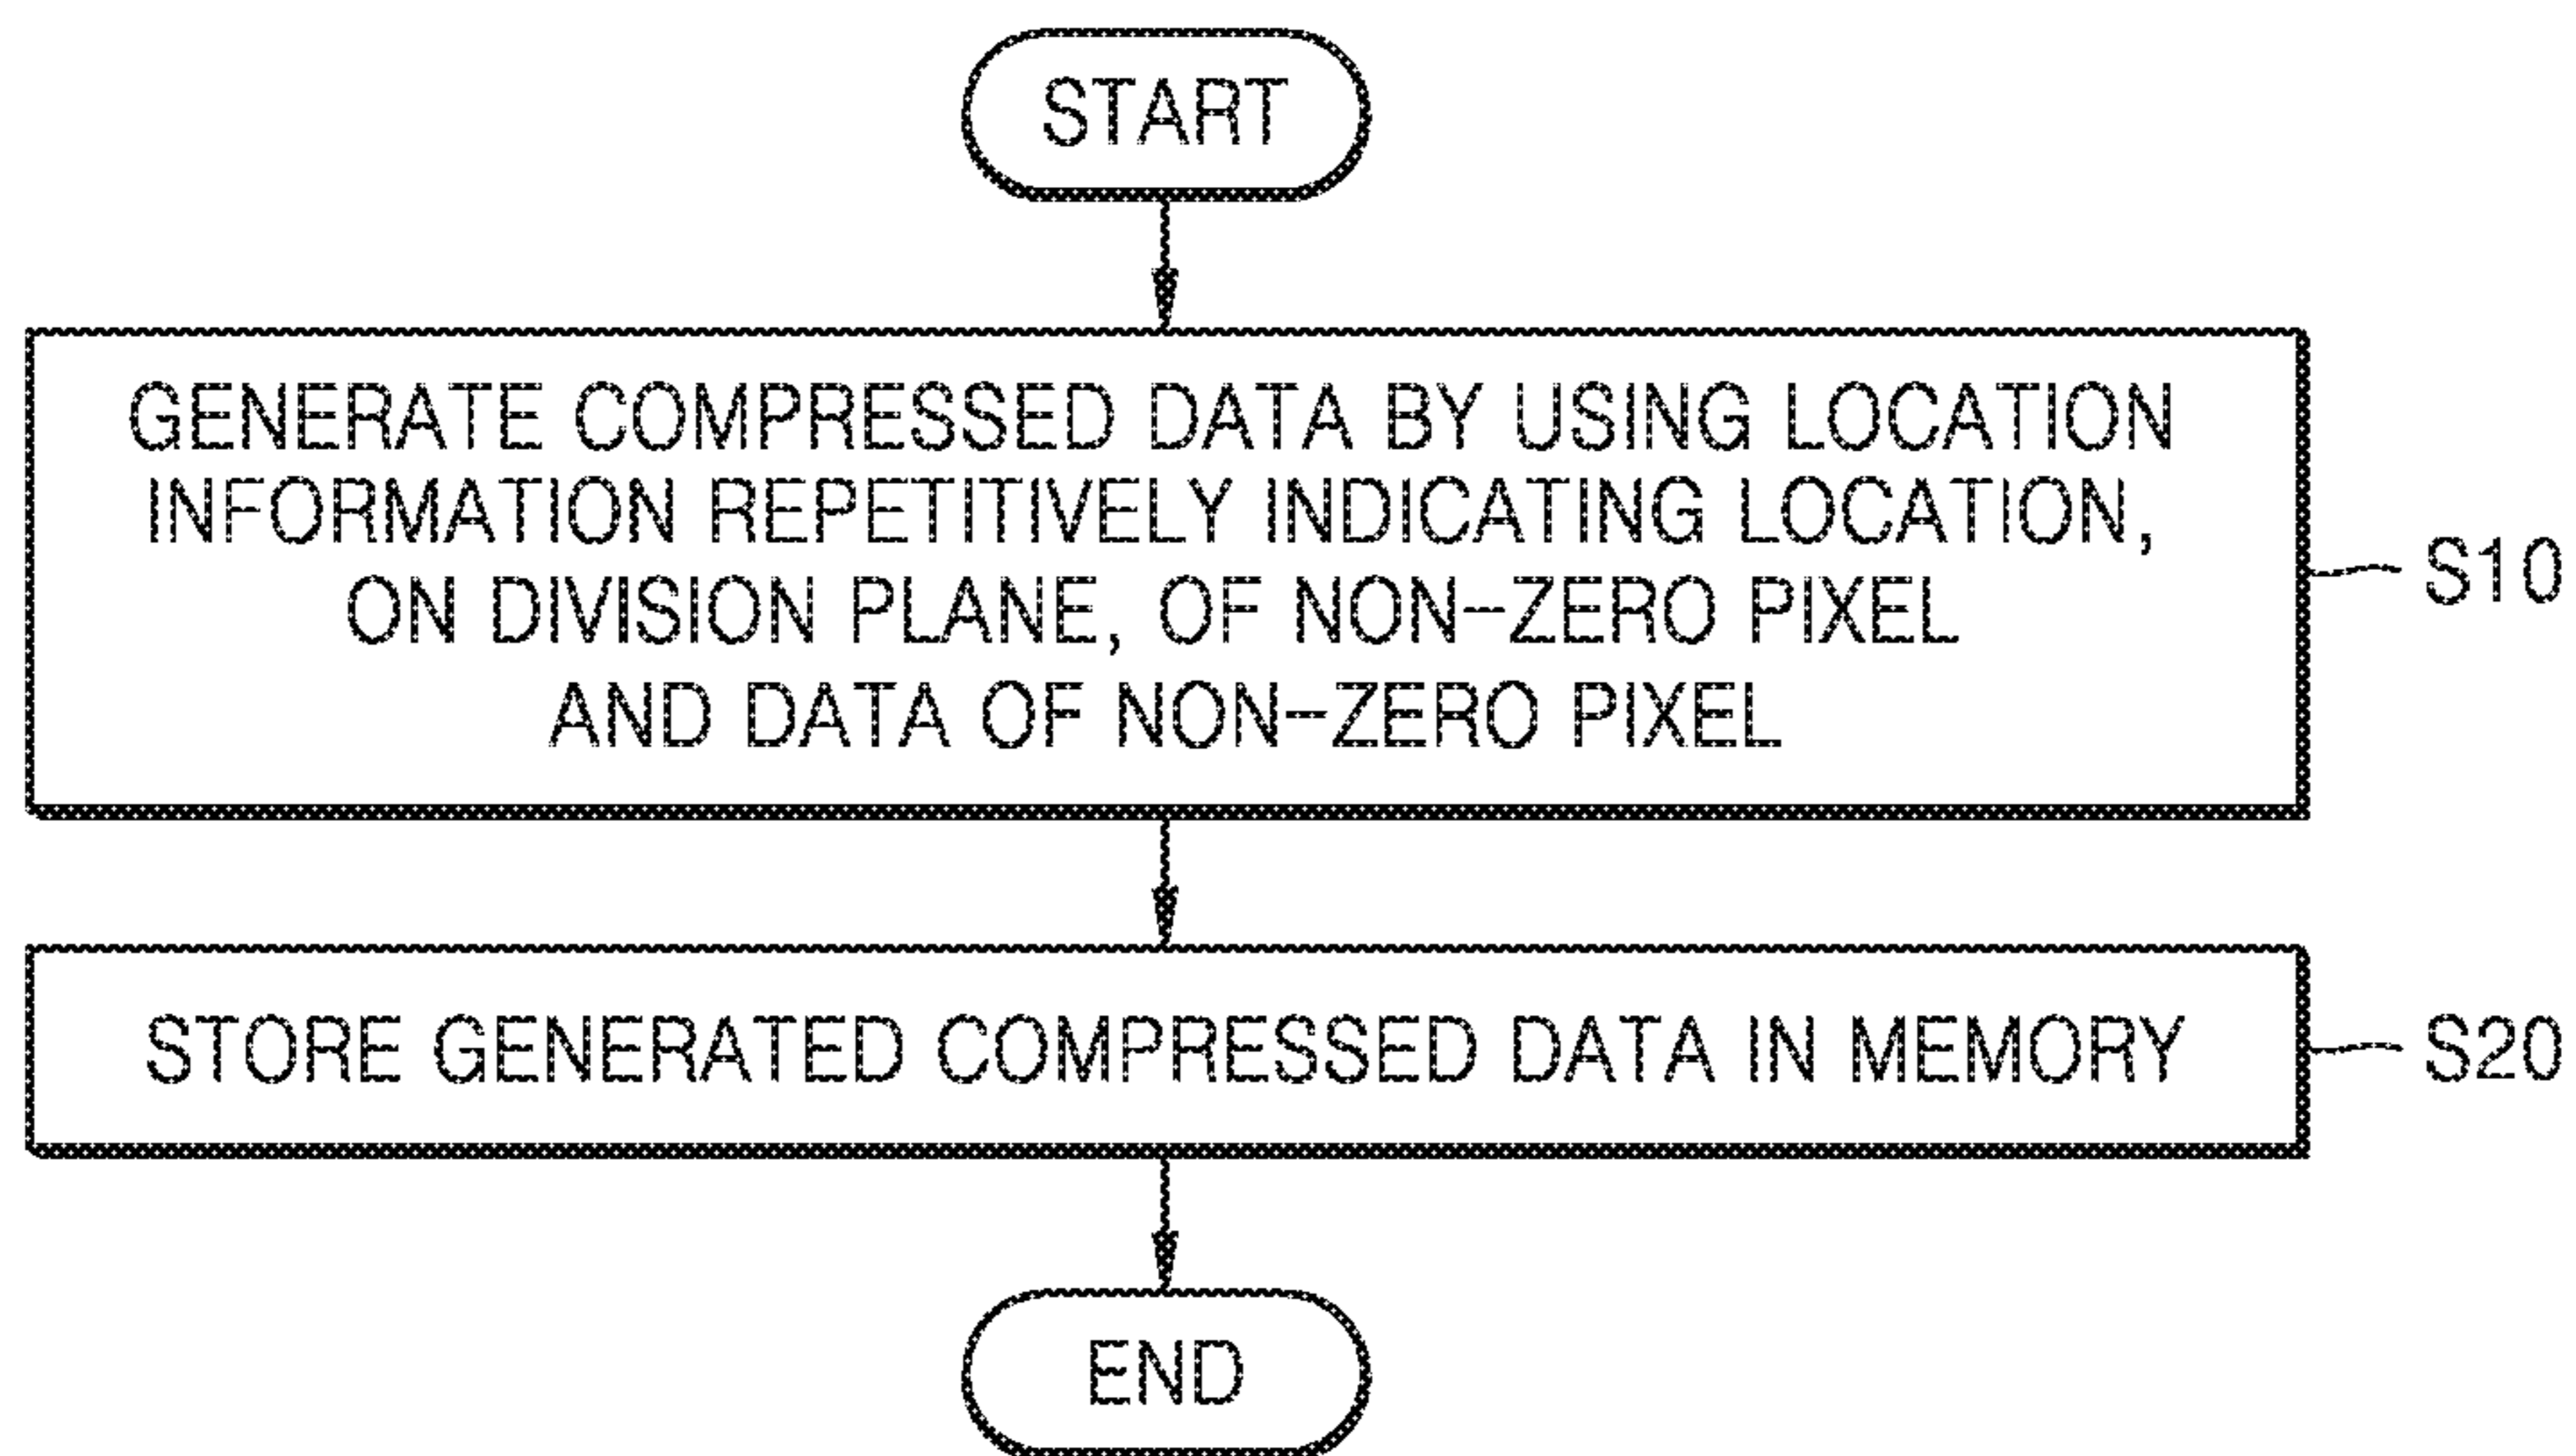 START
GENERATE COMPRESSED DATA BY USING LOCATION
INFORMATION REPETITIVELY INDICATING LOCATION,
ON DIVISION PLANE, OF NON-ZERO PIXEL
AND DATA OF NON-ZERO PIXEL
S10
STORE GENERATED COMPRESSED DATA IN MEMORY
S20
END